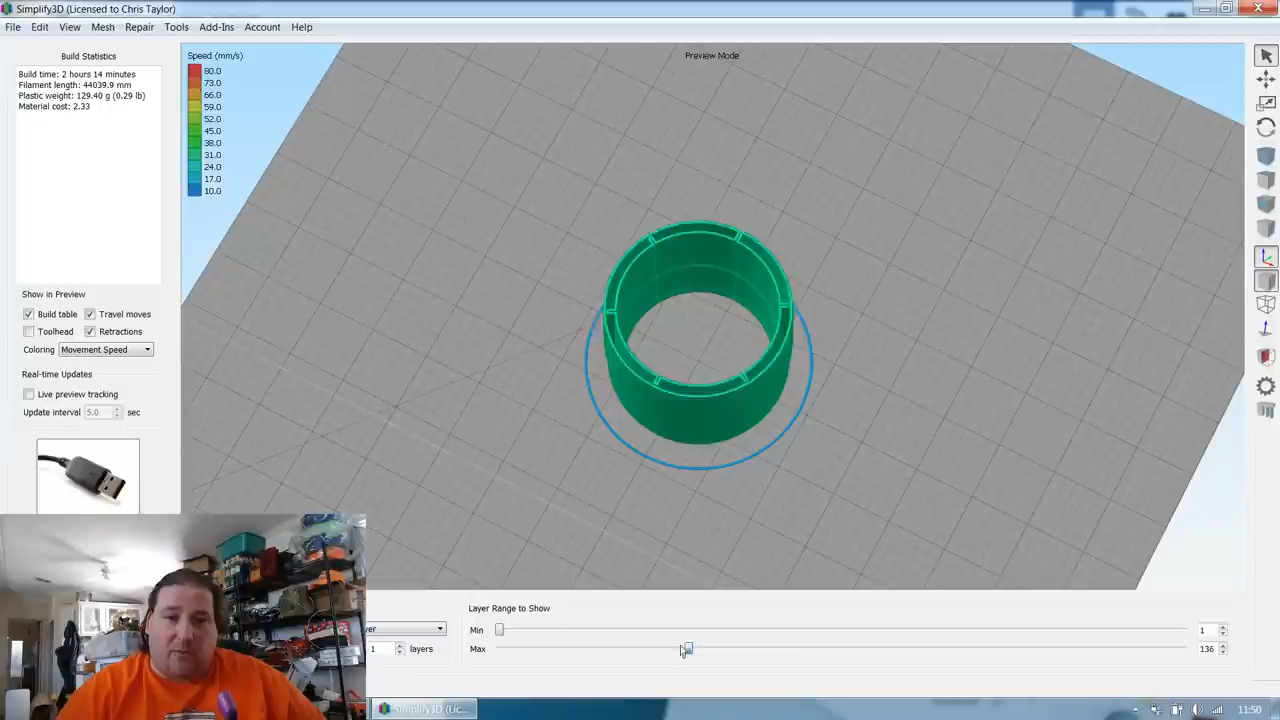 Simplify3D (Licensed to Chris Taylor)
File Edit View Mesh Repair Tools Add-Ins Account Help
Build Statistics
Build time: 2 hours 14 minutes
Filament length: 44039.9 mm
Plastic weight: 129.40 g (0.29 lb)
Material cost: 2.33
Speed (mm/s)
80.0
73.0
66.0
59.0
52.0
45.0
38.0
31.0
24.0
17.0
10.0
Preview Mode
Show in Preview
Build table Travel moves
Toolhead Retractions
Coloring Movement Speed
Real-time Updates
Live preview tracking
Update interval 5.0 sec
Layer Range to Show
Min 1
Max 136
1 layers
Simplify3D (Lic...
11:50